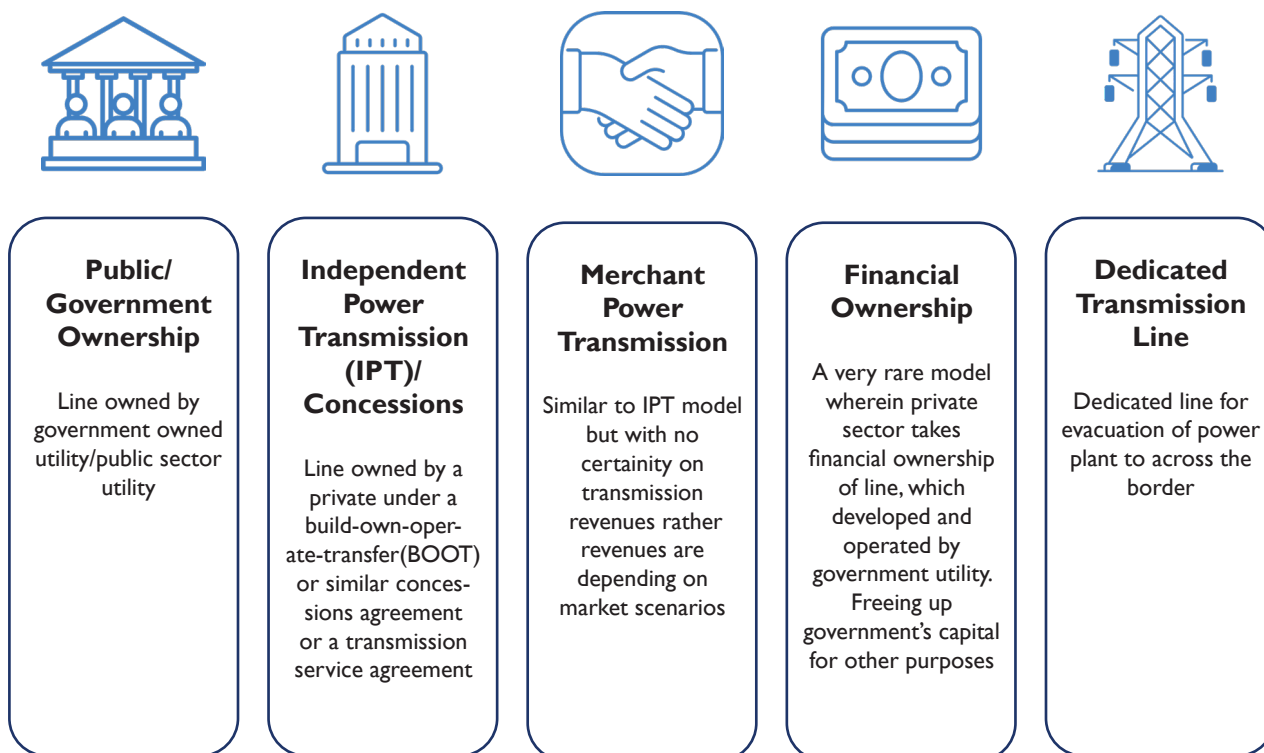 Public/
Government
Ownership
Line owned by
government owned
utility/public sector
utility
Independent
Power
Transmission
(IPT)/
Concessions
Line owned by a
private under a
build-own-oper-
ate-transfer(BOOT)
or similar conces-
sions agreement
or a transmission
service agreement
Merchant
Power
Transmission
Similar to IPT model
but with no
certainity on
transmission
revenues rather
revenues are
depending on
market scenarios
Financial
Ownership
A very rare model
wherein private
sector takes
financial ownership
of line, which
developed and
operated by
government utility.
Freeing up
government’s capital
for other purposes
Dedicated
Transmission
Line
Dedicated line for
evacuation of power
plant to across the
border